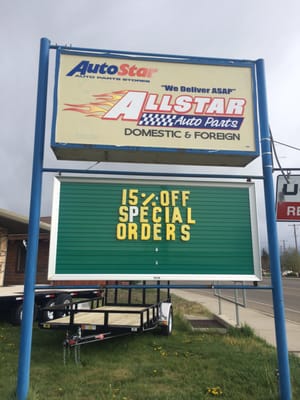 AutoStar
AUTO PARTS STORES
"We Deliver ASAP"
ALLSTAR
Auto Parts
DOMESTIC & FOREIGN
15% OFF
SPECIAL
ORDERS